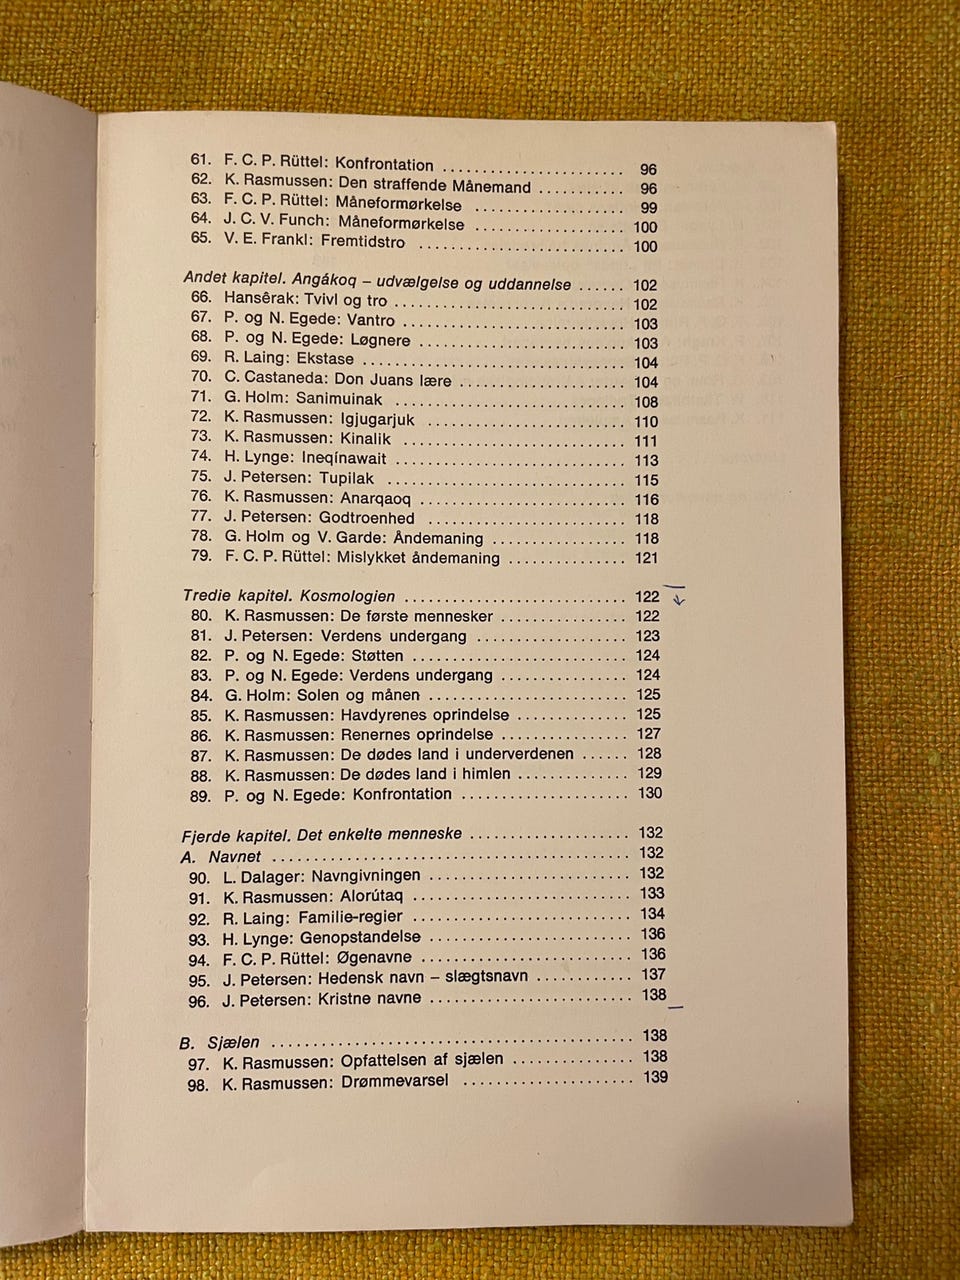 61. F. C. P. Rüttel: Konfrontation ...................... 96
62. K. Rasmussen: Den straffende Månemand ........... 96
63. F. C. P. Rüttel: Måneformørkelse .................. 99
64. J. C. V. Funch: Måneformørkelse .................. 100
65. V. E. Frankl: Fremtidstro ......................... 100
Andet kapitel. Angákoq – udvælgelse og uddannelse ...... 102
66. Hansêrak: Tvivl og tro ............................ 102
67. P. og N. Egede: Vantro ........................... 103
68. P. og N. Egede: Løgnere .......................... 103
69. R. Laing: Ekstase ................................ 104
70. C. Castaneda: Don Juans lære .................... 104
71. G. Holm: Sanimuinak ............................. 108
72. K. Rasmussen: Igjugarjuk ......................... 110
73. K. Rasmussen: Kinalik ........................... 111
74. H. Lynge: Ineqínawait ............................ 113
75. J. Petersen: Tupilak .............................. 115
76. K. Rasmussen: Anarqaoq ......................... 116
77. J. Petersen: Godtroenhed ........................ 118
78. G. Holm og V. Garde: Åndemaning ................ 118
79. F. C. P. Rüttel: Mislykket åndemaning .............. 121
Tredie kapitel. Kosmologien ........................... 122
80. K. Rasmussen: De første mennesker ............... 122
81. J. Petersen: Verdens undergang .................. 123
82. P. og N. Egede: Støtten .......................... 124
83. P. og N. Egede: Verdens undergang ............... 124
84. G. Holm: Solen og månen ........................ 125
85. K. Rasmussen: Havdyrenes oprindelse ............. 125
86. K. Rasmussen: Renernes oprindelse ................ 127
87. K. Rasmussen: De dødes land i underverdenen ...... 128
88. K. Rasmussen: De dødes land i himlen ............. 129
89. P. og N. Egede: Konfrontation .................... 130
Fjerde kapitel. Det enkelte menneske ................... 132
A. Navnet ........................................... 132
90. L. Dalager: Navngivningen ........................ 132
91. K. Rasmussen: Alorútaq .......................... 133
92. R. Laing: Familie-regier .......................... 134
93. H. Lynge: Genopstandelse ........................ 136
94. F. C. P. Rüttel: Øgenavne ......................... 136
95. J. Petersen: Hedensk navn – slægtsnavn ............ 137
96. J. Petersen: Kristne navne ......................... 138
B. Sjælen ............................................ 138
97. K. Rasmussen: Opfattelsen af sjælen ............... 138
98. K. Rasmussen: Drømmevarsel ..................... 139